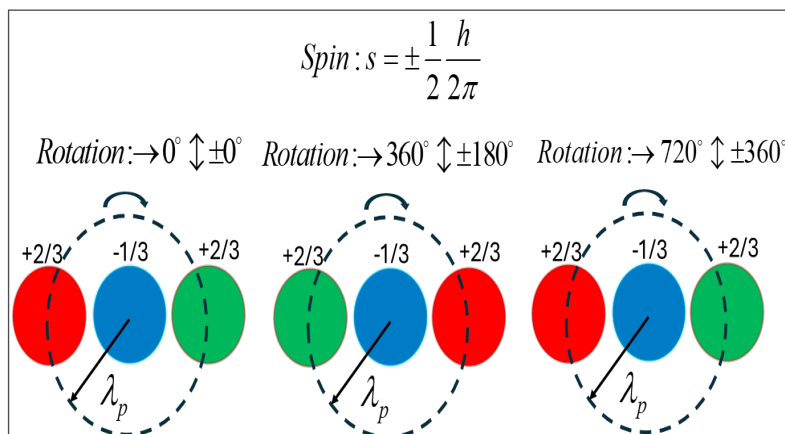 Spin : s = ± 1/2 h/2π
Rotation :→ 0° ↕ ±0° Rotation :→ 360° ↕ ±180° Rotation :→ 720° ↕ ±360°
+2/3 -1/3 +2/3 +2/3 -1/3 +2/3 +2/3 -1/3 +2/3
λp λp λp